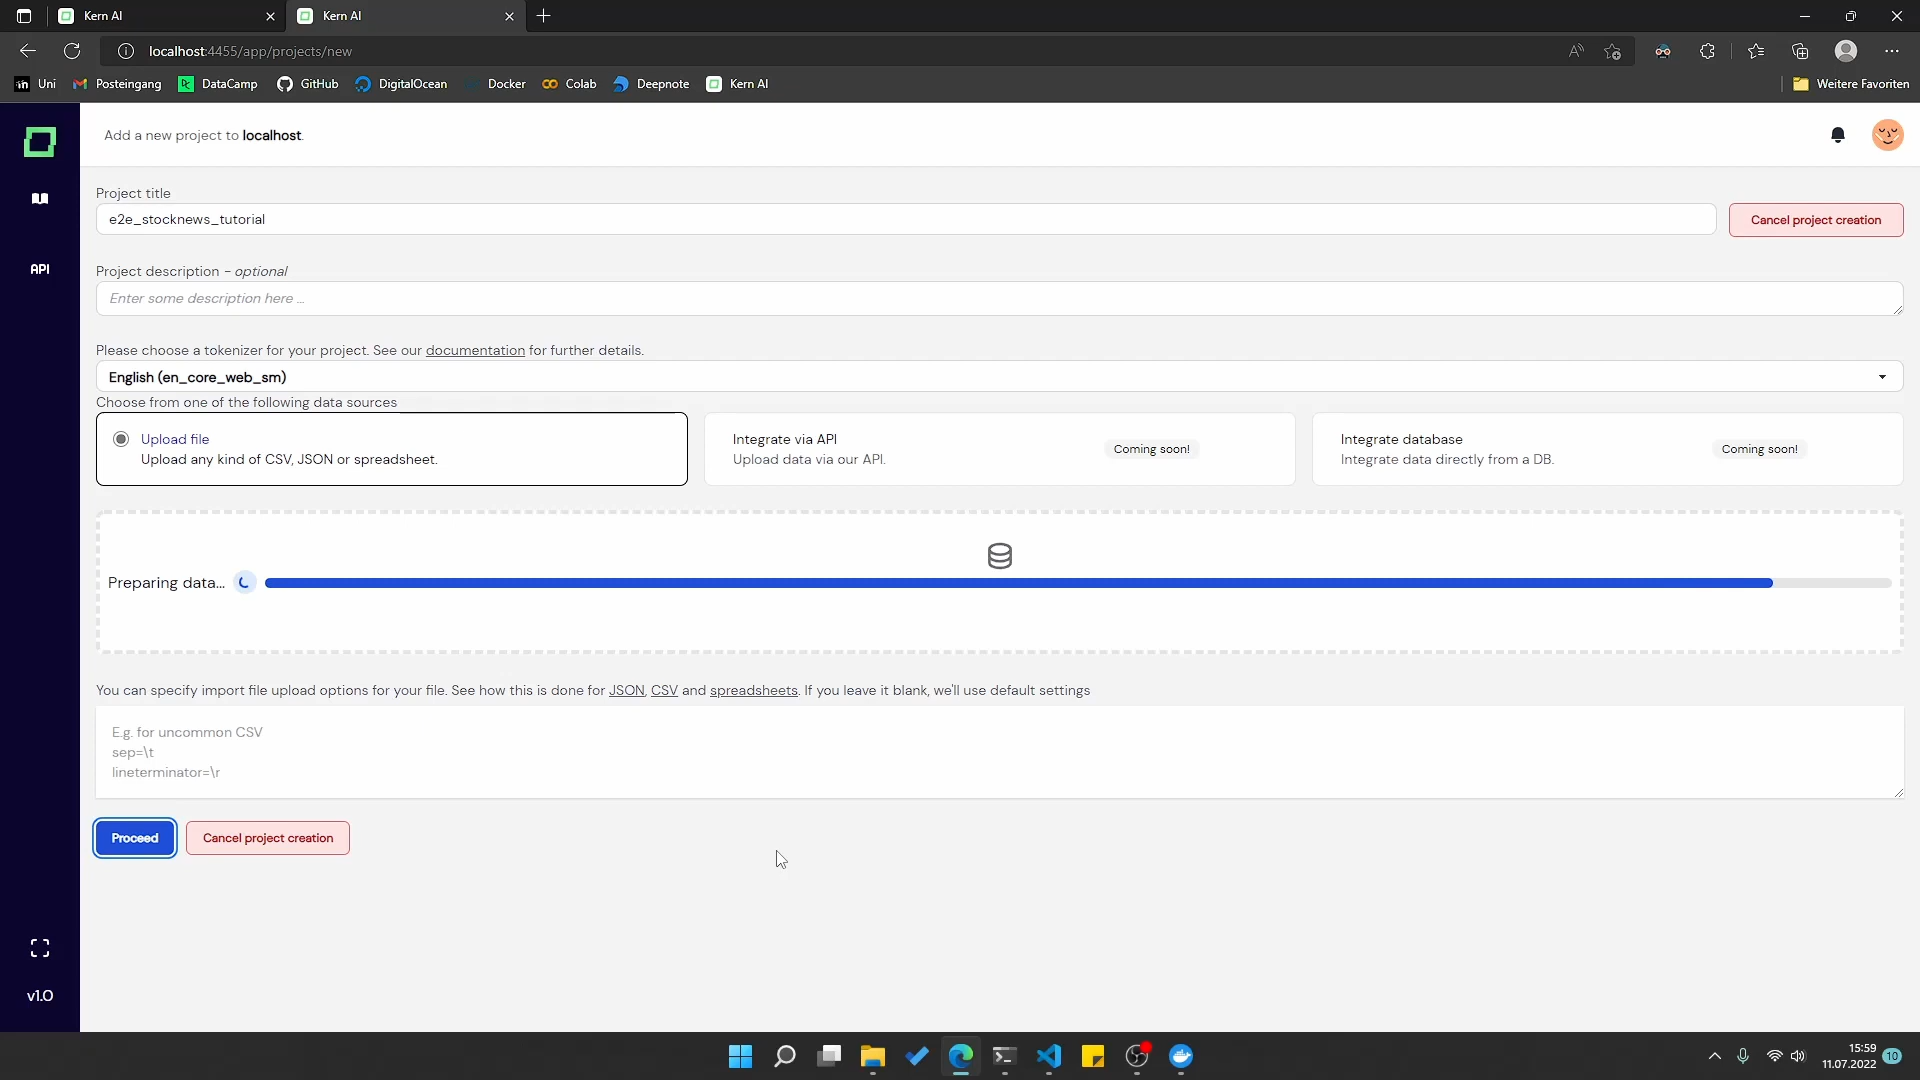 Kern AI
Kern AI
localhost:4455/app/projects/new
Uni
Posteingang
DataCamp
GitHub
DigitalOcean
Docker
Colab
Deepnote
Kern AI
Weitere Favoriten
Add a new project to localhost.
Project title
e2e_stocknews_tutorial
Cancel project creation
API
Project description - optional
Enter some description here ...
Please choose a tokenizer for your project. See our documentation for further details.
English (en_core_web_sm)
Choose from one of the following data sources
Upload file
Upload any kind of CSV, JSON or spreadsheet.
Integrate via API
Upload data via our API.
Coming soon!
Integrate database
Integrate data directly from a DB.
Coming soon!
Preparing data...
You can specify import file upload options for your file. See how this is done for JSON, CSV and spreadsheets. If you leave it blank, we'll use default settings
E.g. for uncommon CSV
sep=\t
lineterminator=\r
Proceed
Cancel project creation
v1.0
15:59
11.07.2022
10